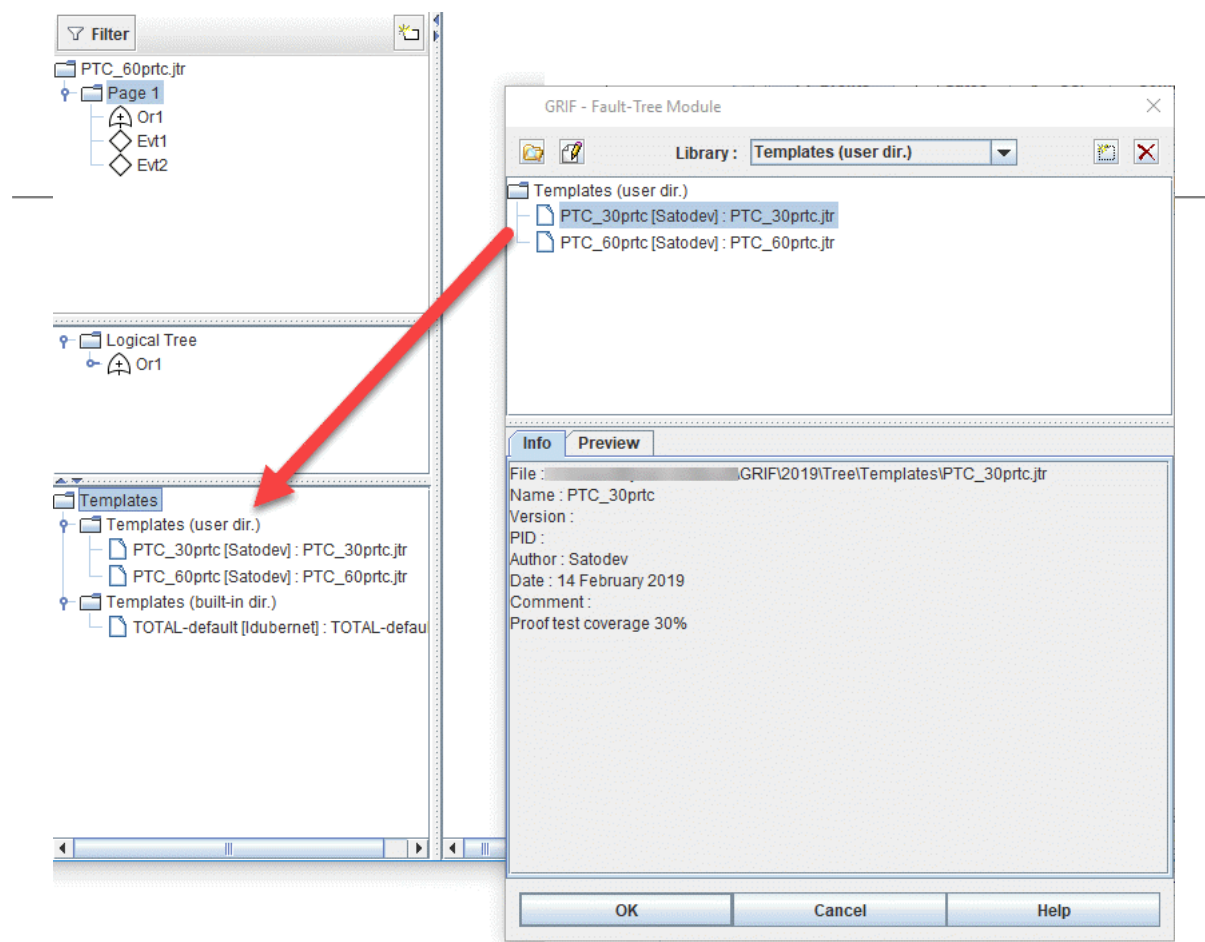 Filter
PTC_60prtc.jtr
Page 1
Or1
Evt1
Evt2
Logical Tree
Or1
Templates
Templates (user dir.)
PTC_30prtc [Satodev] : PTC_30prtc.jtr
PTC_60prtc [Satodev] : PTC_60prtc.jtr
Templates (built-in dir.)
TOTAL-default [ldubernet] : TOTAL-defau
GRIF - Fault-Tree Module
Library : Templates (user dir.)
Templates (user dir.)
PTC_30prtc [Satodev] : PTC_30prtc.jtr
PTC_60prtc [Satodev] : PTC_60prtc.jtr
Info Preview
File : \GRIF\2019\Tree\Templates\PTC_30prtc.jtr
Name : PTC_30prtc
Version :
PID :
Author : Satodev
Date : 14 February 2019
Comment :
Proof test coverage 30%
OK Cancel Help